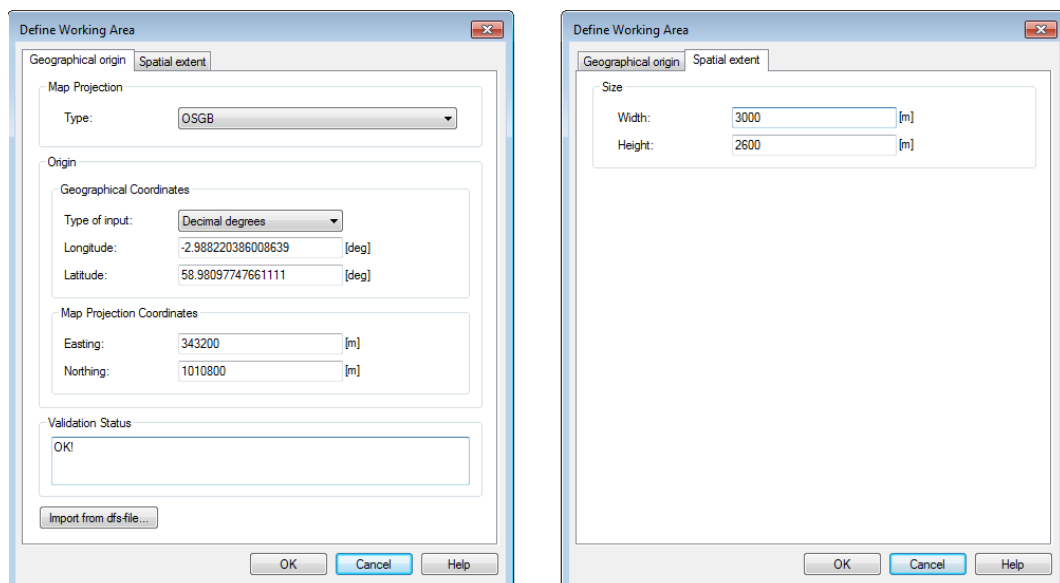 Define Working Area
Geographical origin Spatial extent
Map Projection
Type: OSGB
Origin
Geographical Coordinates
Type of input: Decimal degrees
Longitude: -2.988220386008639 [deg]
Latitude: 58.98097747661111 [deg]
Map Projection Coordinates
Easting: 343200 [m]
Northing: 1010800 [m]
Validation Status
OK!
Import from dfs-file...
OK Cancel Help
Define Working Area
Geographical origin Spatial extent
Size
Width: 3000 [m]
Height: 2600 [m]
OK Cancel Help